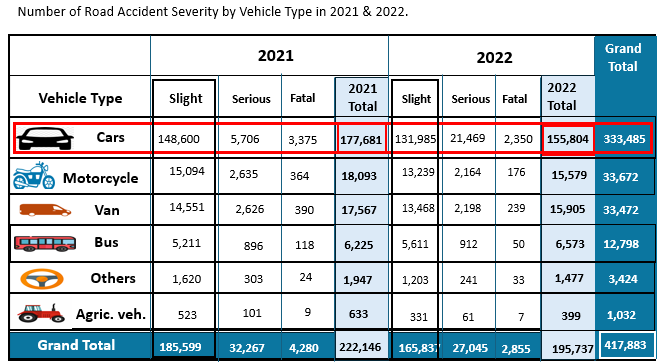 Number of Road Accident Severity by Vehicle Type in 2021 & 2022.
2021 2022 Grand Total
Vehicle Type Slight Serious Fatal 2021 Total Slight Serious Fatal 2022 Total
Cars 148,600 5,706 3,375 177,681 131,985 21,469 2,350 155,804 333,485
Motorcycle 15,094 2,635 364 18,093 13,239 2,164 176 15,579 33,672
Van 14,551 2,626 390 17,567 13,468 2,198 239 15,905 33,472
Bus 5,211 896 118 6,225 5,611 912 50 6,573 12,798
Others 1,620 303 24 1,947 1,203 241 33 1,477 3,424
Agric. veh. 523 101 9 633 331 61 7 399 1,032
Grand Total 185,599 32,267 4,280 222,146 165,837 27,045 2,855 195,737 417,883